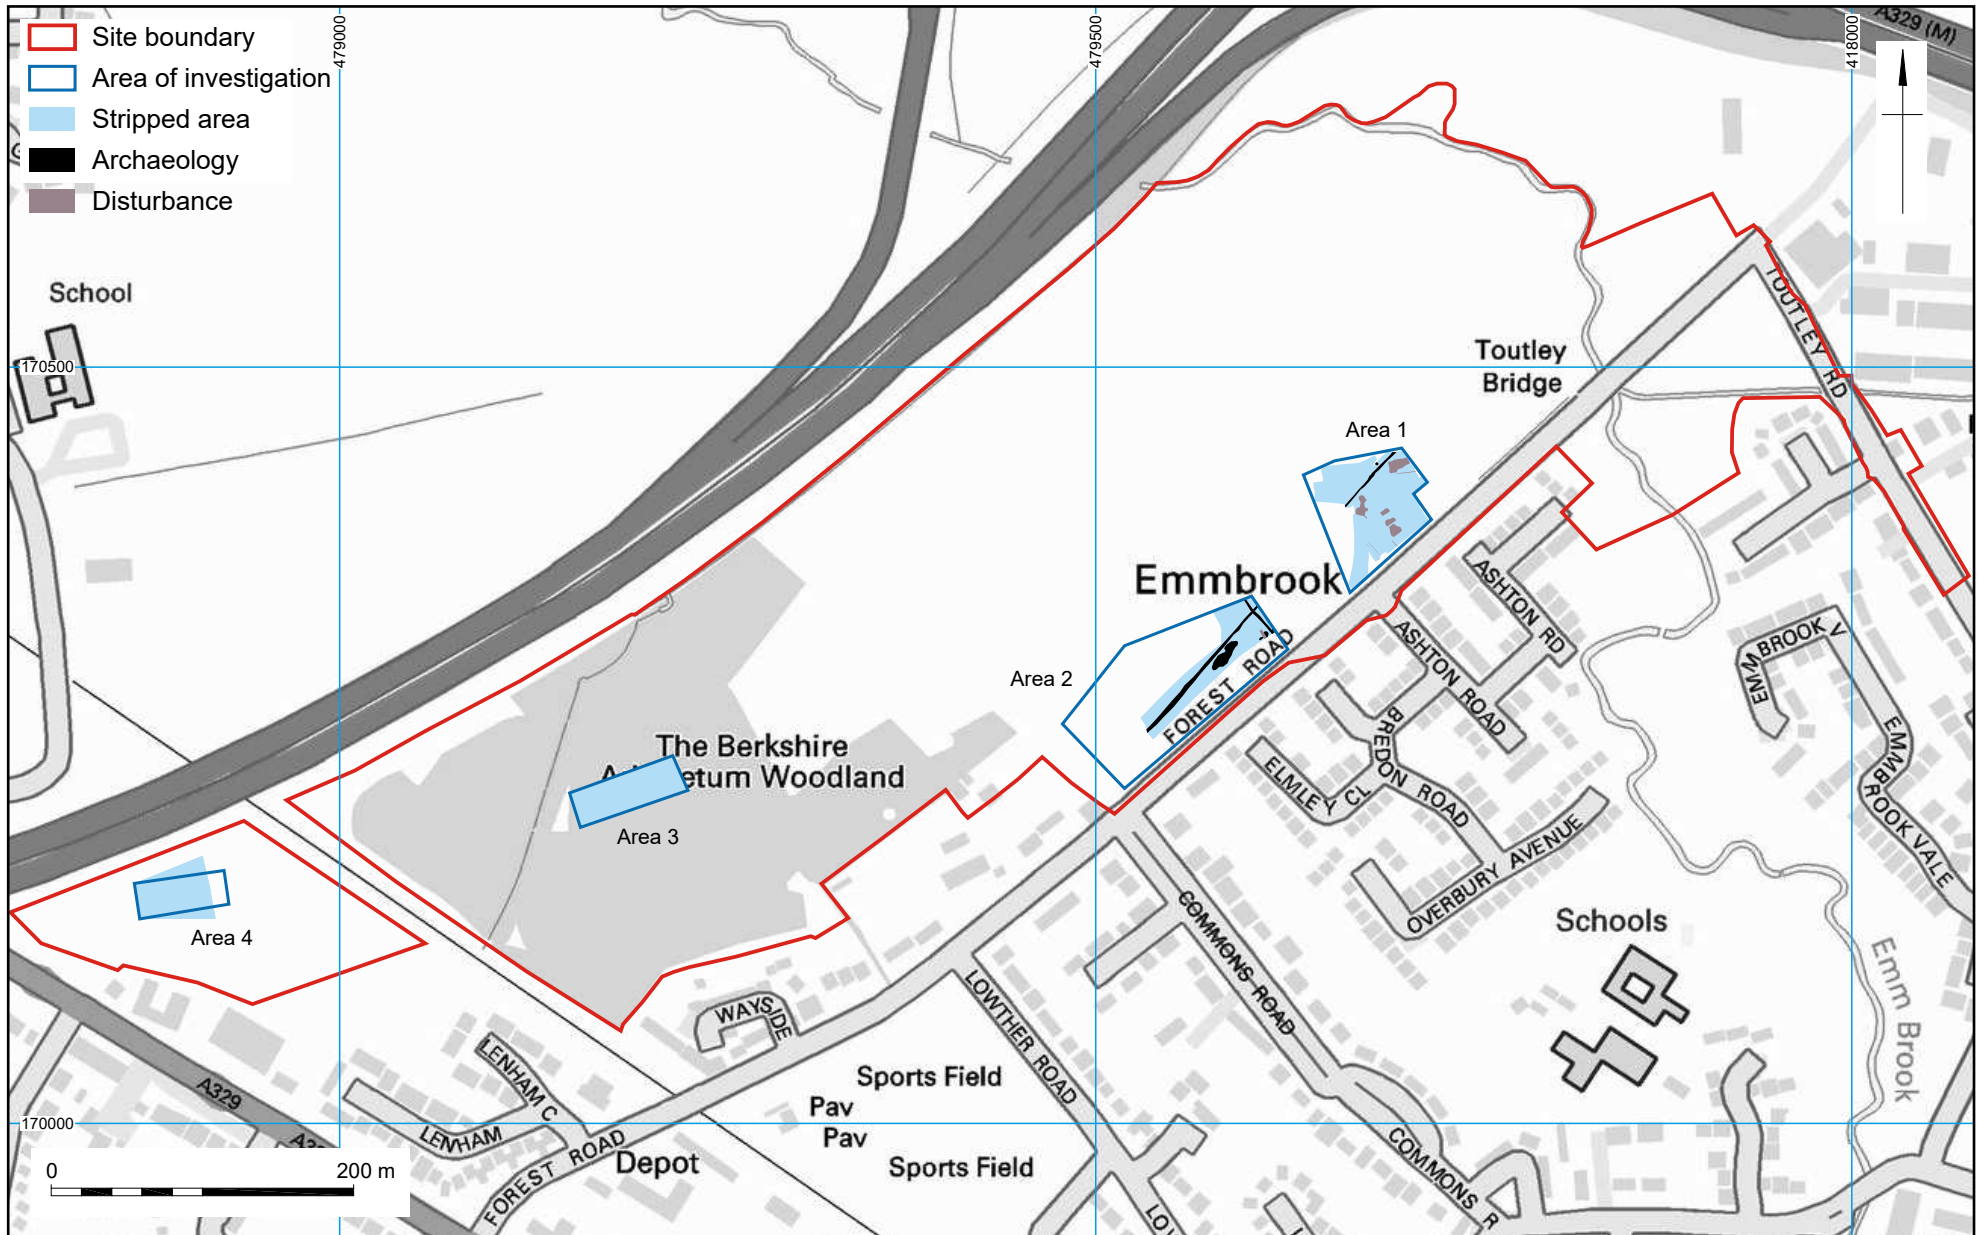 Site boundary
Area of investigation
Stripped area
Archaeology
Disturbance
479000
479500
418000
A329 (M)
School
170500
TOUTLEY RD
Toutley
Bridge
Area 1
Emmbrook
ASHTON RD
ASHTON ROAD
Area 2
FOREST ROAD
BREDON ROAD
ELMLEY CL
OVERBURY AVENUE
EMMBROOK V
EMMBROOK VALE
The Berkshire
A etum Woodland
Area 3
Area 4
Schools
COMMONS ROAD
LOWTHER ROAD
WAYSIDE
Emm Brook
Sports Field
Pav
Pav
Sports Field
LENHAM C
LENHAM
A329
170000
FOREST ROAD
Depot
COMMONS R
LOW
0 200 m